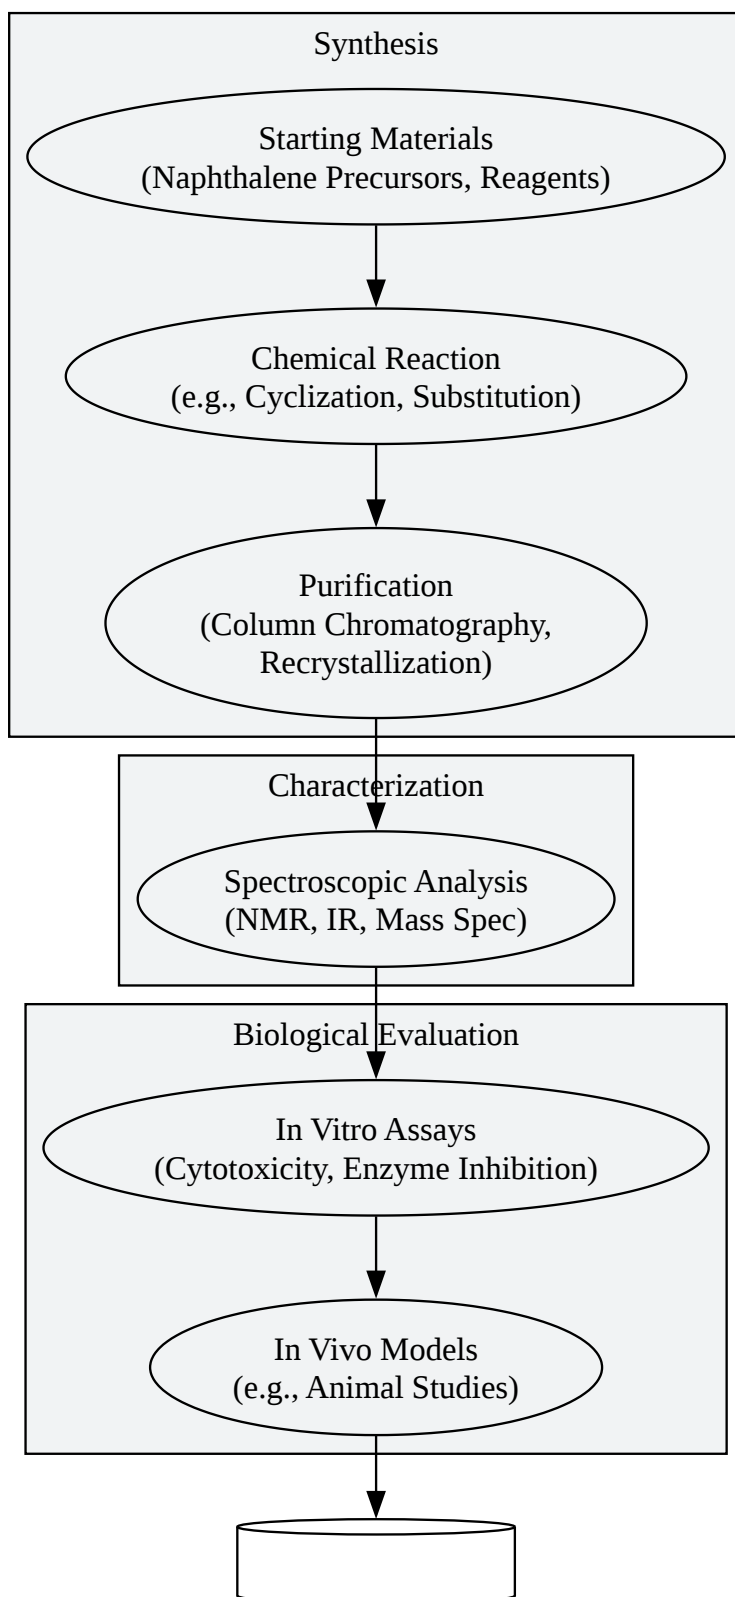 Synthesis
Starting Materials
(Naphthalene Precursors, Reagents)
Chemical Reaction
(e.g., Cyclization, Substitution)
Purification
(Column Chromatography,
Recrystallization)
Characterization
Spectroscopic Analysis
(NMR, IR, Mass Spec)
Biological Evaluation
In Vitro Assays
(Cytotoxicity, Enzyme Inhibition)
In Vivo Models
(e.g., Animal Studies)